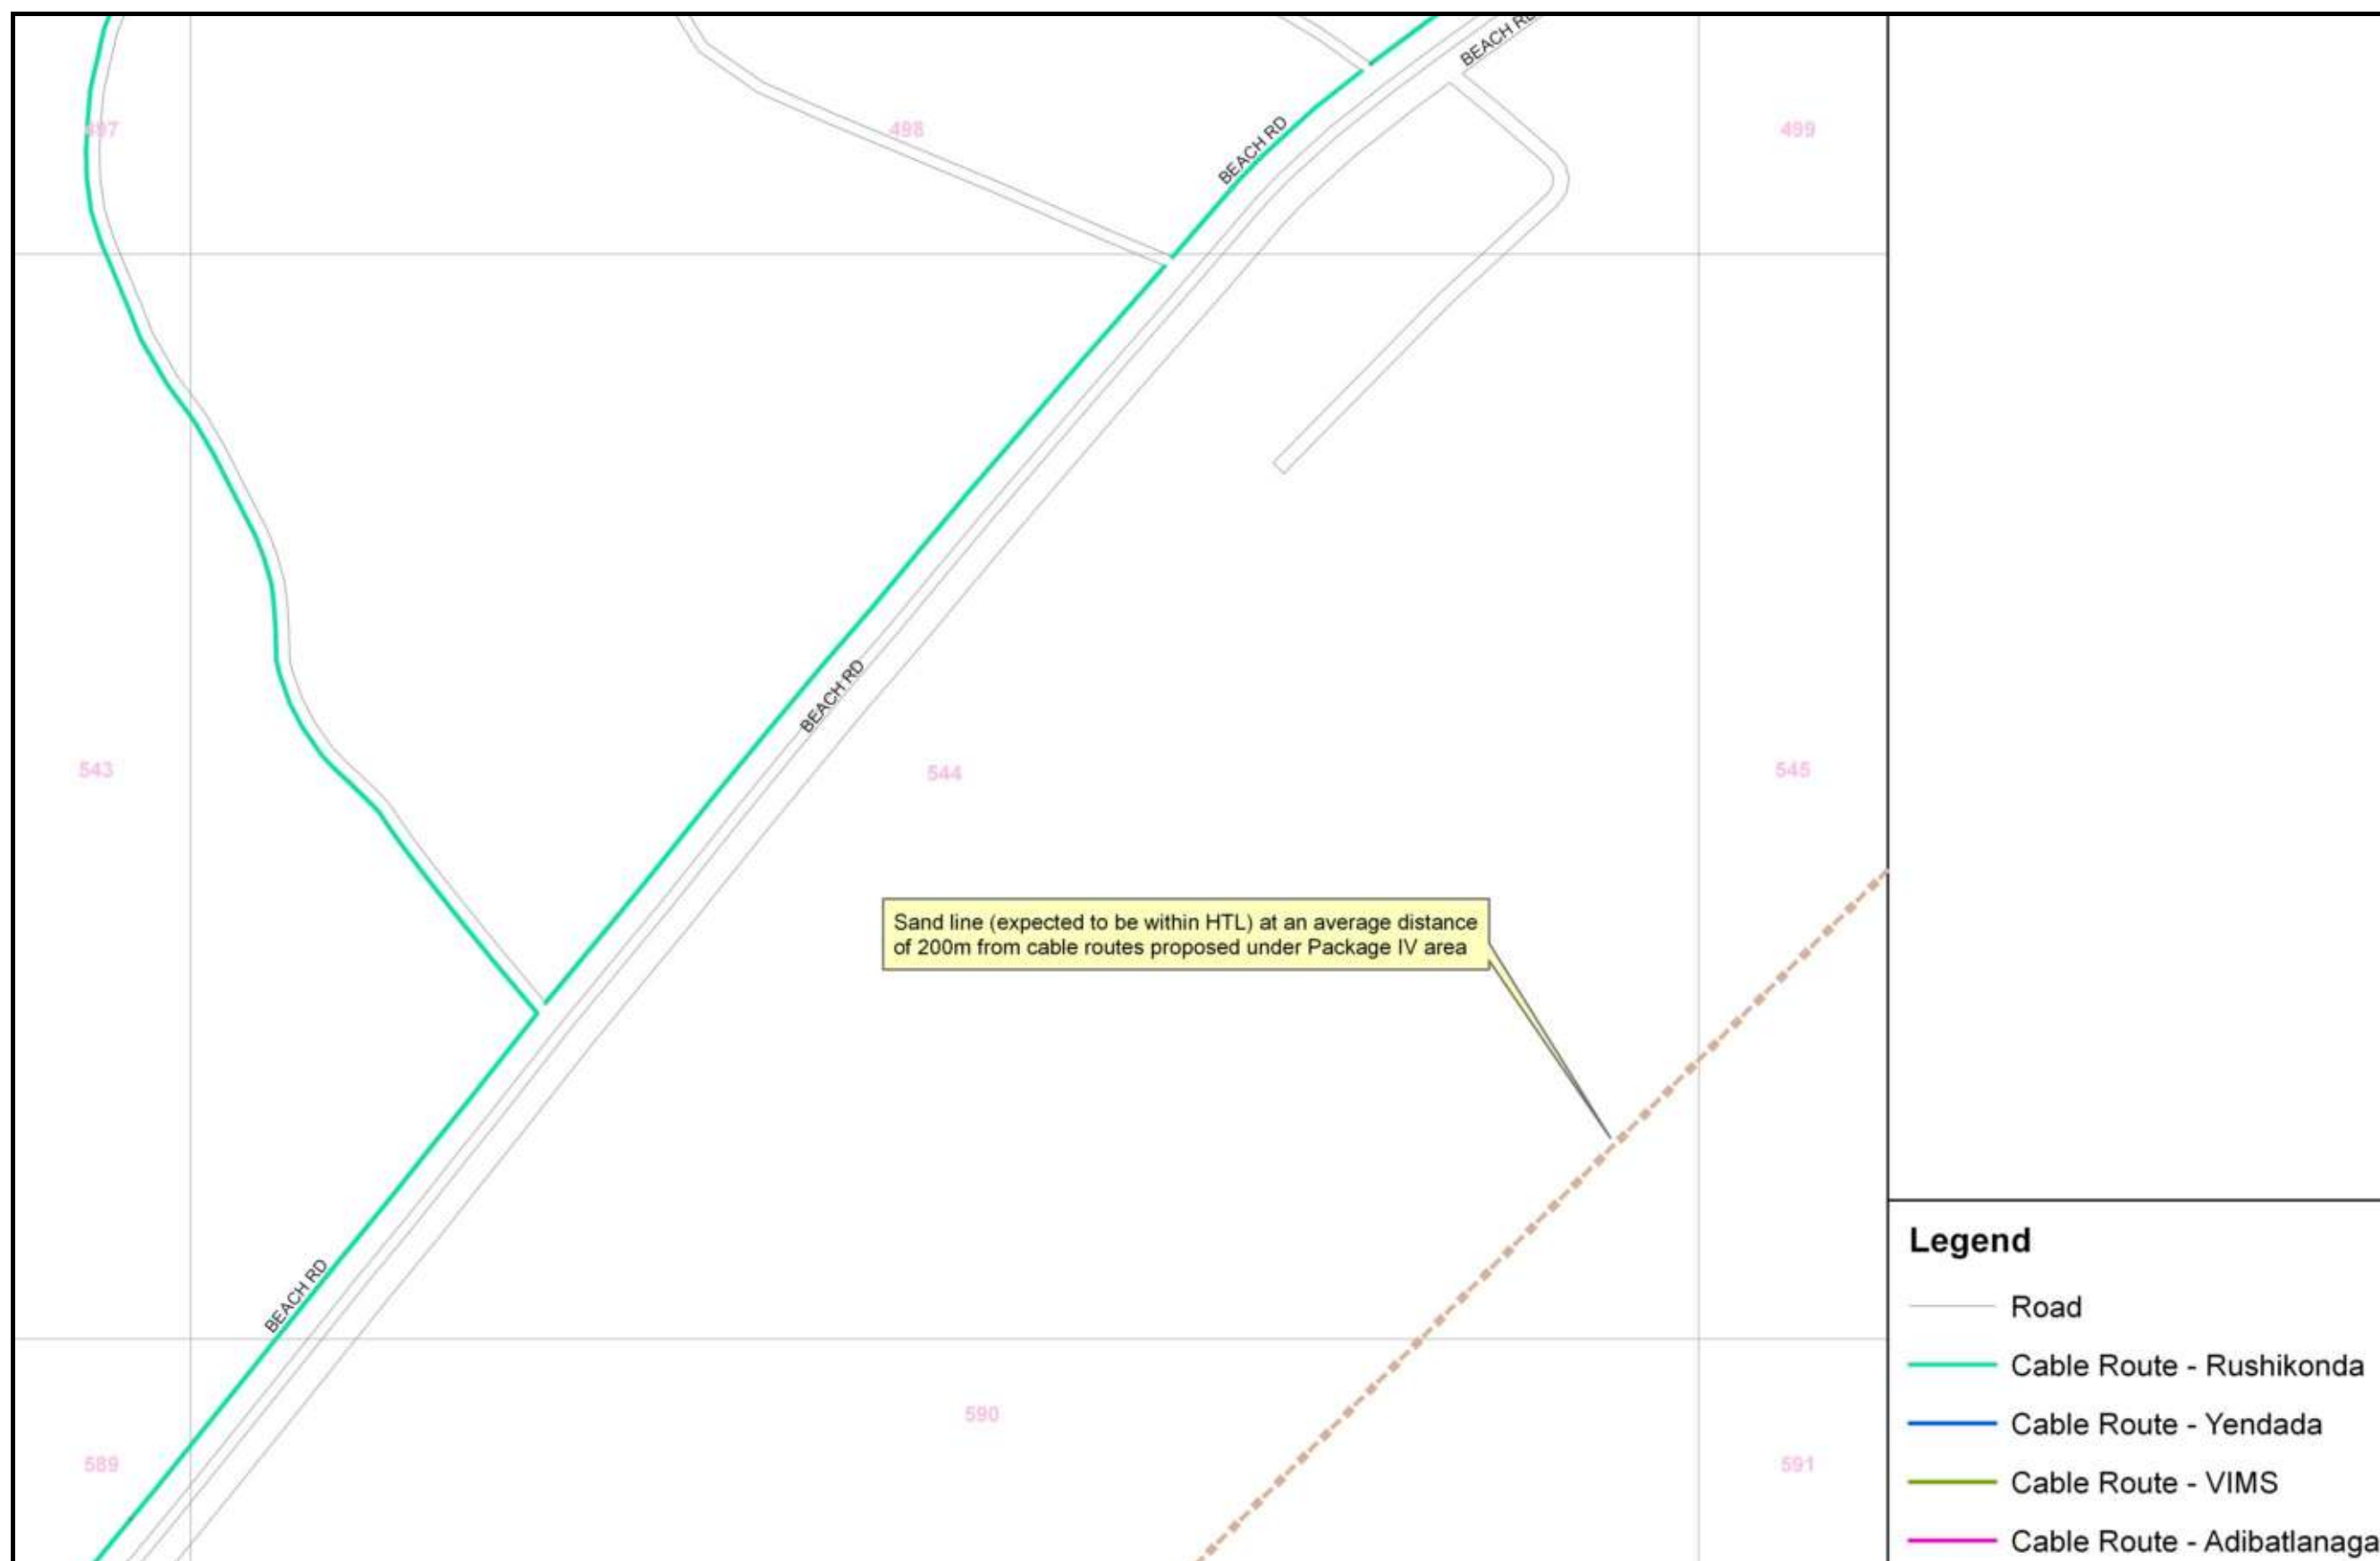 BEACH RD
497
498
BEACH RD
499
BEACH RD
543
544
545
Sand line (expected to be within HTL) at an average distance
of 200m from cable routes proposed under Package IV area
Legend
BEACH RD
Road
Cable Route - Rushikonda
590
Cable Route - Yendada
589
591
Cable Route - VIMS
Cable Route - Adibatlanaga